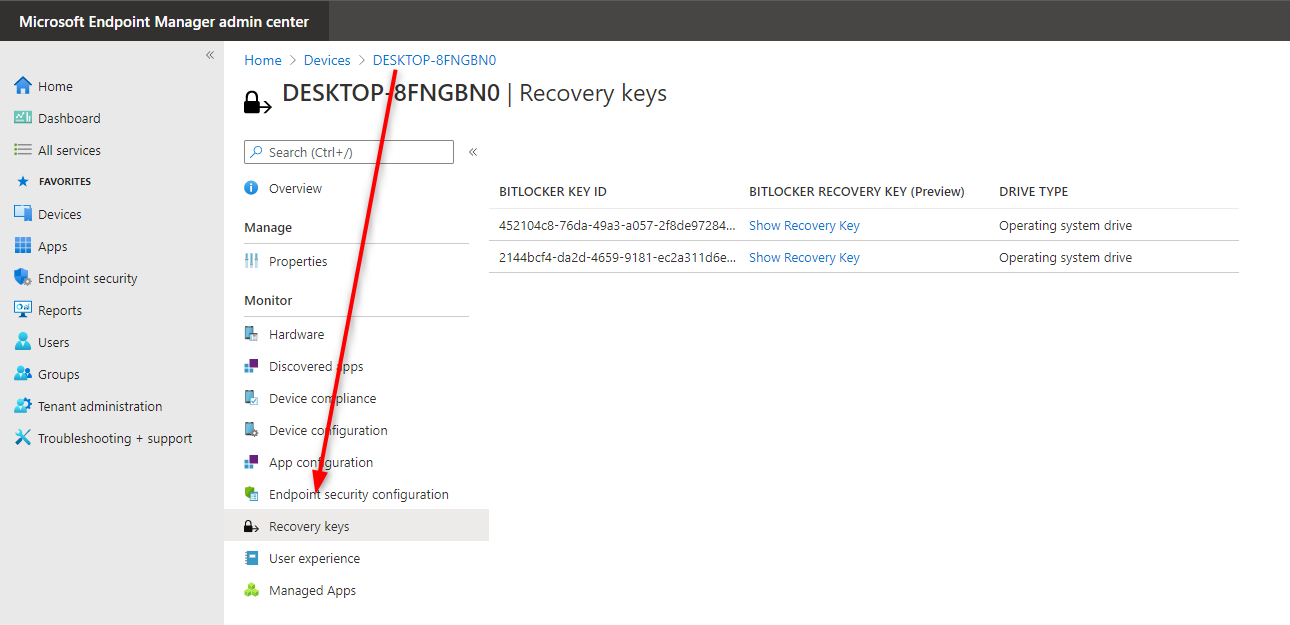 Microsoft Endpoint Manager admin center
«
Home
Dashboard
All services
FAVORITES
Devices
Apps
Endpoint security
Reports
Users
Groups
Tenant administration
Troubleshooting + support
Home > Devices > DESKTOP-8FNGBN0
DESKTOP-8FNGBN0 | Recovery keys
Search (Ctrl+/)
«
Overview
Manage
Properties
Monitor
Hardware
Discovered apps
Device compliance
Device configuration
App configuration
Endpoint security configuration
Recovery keys
User experience
Managed Apps
BITLOCKER KEY ID BITLOCKER RECOVERY KEY (Preview) DRIVE TYPE
452104c8-76da-49a3-a057-2f8de97284... Show Recovery Key Operating system drive
2144bcf4-da2d-4659-9181-ec2a311d6e... Show Recovery Key Operating system drive